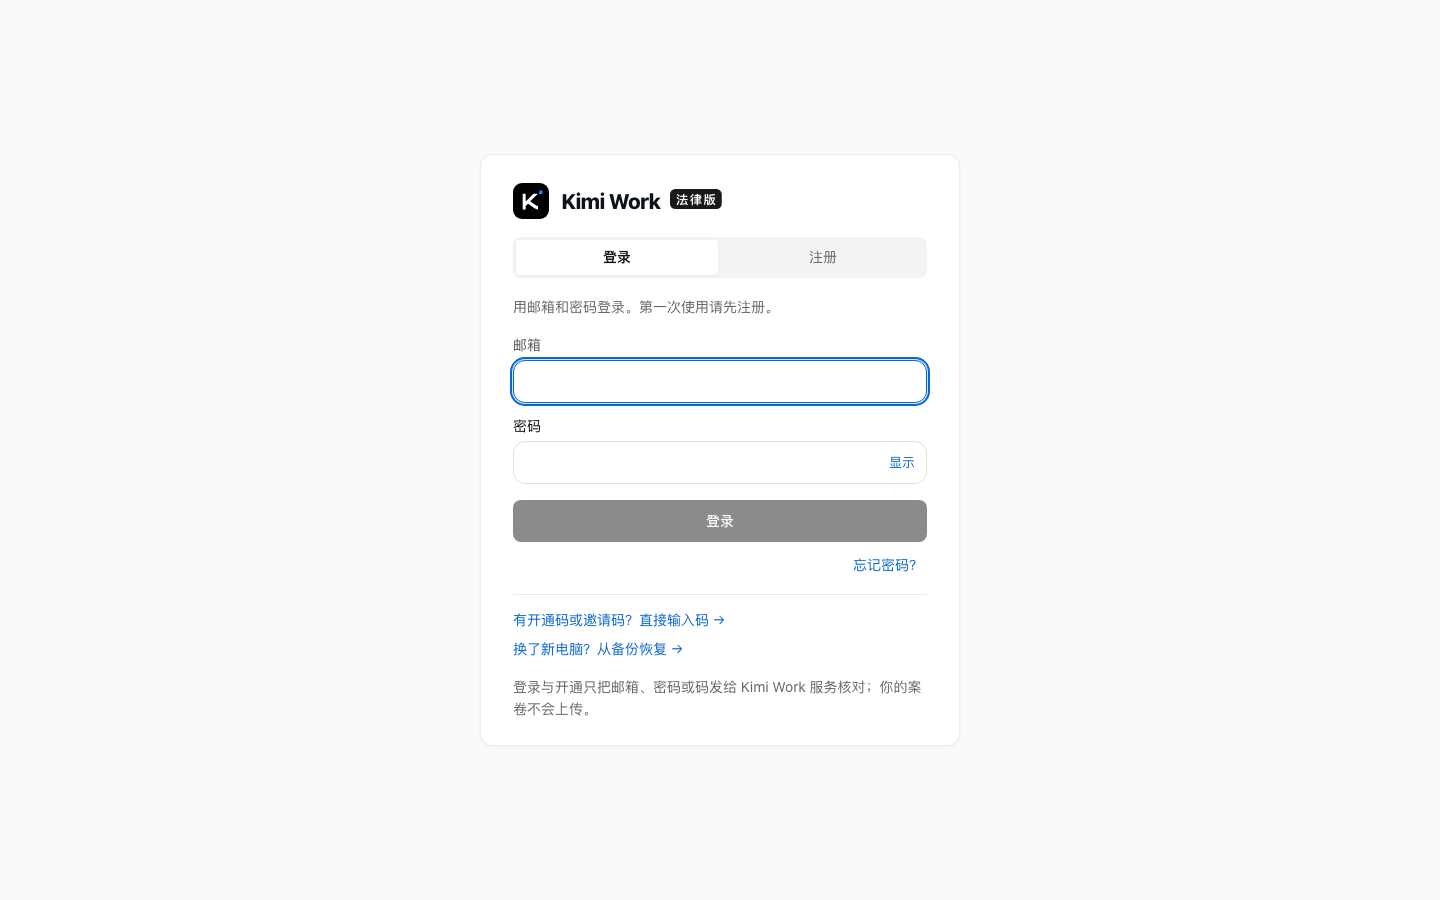 K
Kimi Work 法律版
登录 注册
用邮箱和密码登录。第一次使用请先注册。
邮箱
密码
显示
登录
忘记密码?
有开通码或邀请码? 直接输入码 →
换了新电脑? 从备份恢复 →
登录与开通只把邮箱、密码或码发给 Kimi Work 服务核对；你的案
卷不会上传。